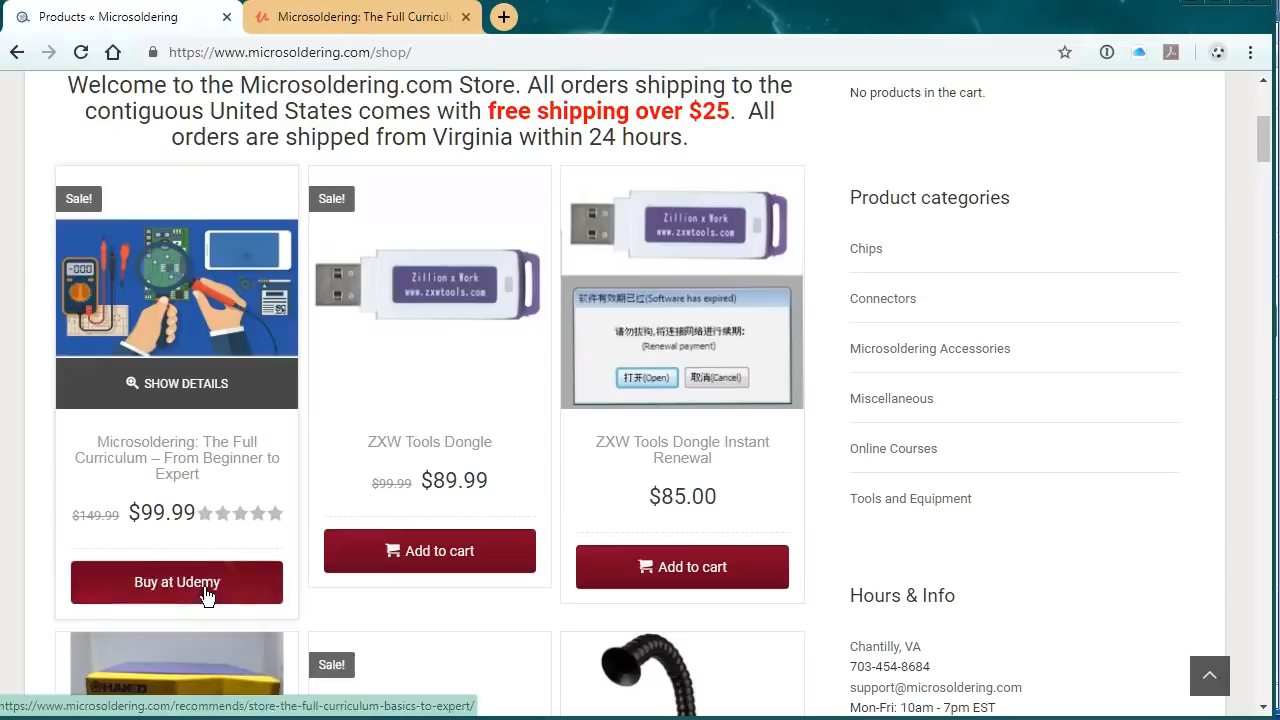 Products « Microsoldering
Microsoldering: The Full Curricul
https://www.microsoldering.com/shop/
Welcome to the Microsoldering.com Store. All orders shipping to the
contiguous United States comes with free shipping over $25. All
orders are shipped from Virginia within 24 hours.
Sale!
SHOW DETAILS
Microsoldering: The Full
Curriculum – From Beginner to
Expert
$149.99 $99.99
Buy at Udemy
Sale!
Zillion x Work
www.zxwtools.com
ZXW Tools Dongle
$99.99 $89.99
Add to cart
Zillion x Work
www.zxwtools.com
软件有效期已过(Software has expired)
请勿拔狗,将连接网络进行续期:
(Renewal payment)
打开(Open)
取消(Cancel)
ZXW Tools Dongle Instant
Renewal
$85.00
Add to cart
HAKKO
Sale!
No products in the cart.
Product categories
Chips
Connectors
Microsoldering Accessories
Miscellaneous
Online Courses
Tools and Equipment
Hours & Info
Chantilly, VA
703-454-8684
support@microsoldering.com
Mon-Fri: 10am - 7pm EST
https://www.microsoldering.com/recommends/store-the-full-curriculum-basics-to-expert/